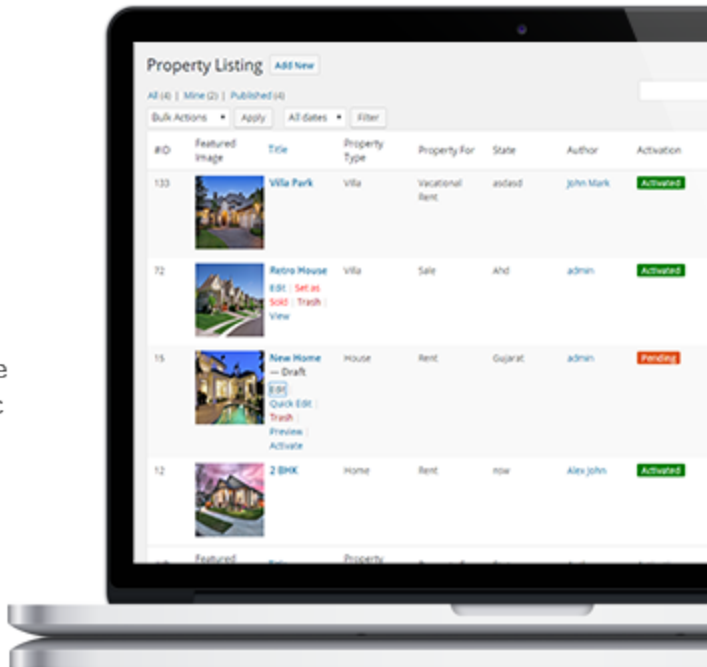 Property Listing Add New
All (4) | Mine (2) | Published (4)
Bulk Actions Apply All dates Filter
#ID Featured Image Title Property Type Property For State Author Activation
133 Villa Park Villa Vacational Rent asdasd John Mark Activated
72 Retro House Villa Sale Ahd admin Activated
Edit | Set as
Sold | Trash |
View
e
c
15 New Home House Rent Gujarat admin Pending
— Draft
Edit
Quick Edit |
Trash |
Preview |
Activate
12 2 BHK Home Rent now Alex John Activated
Featured Property